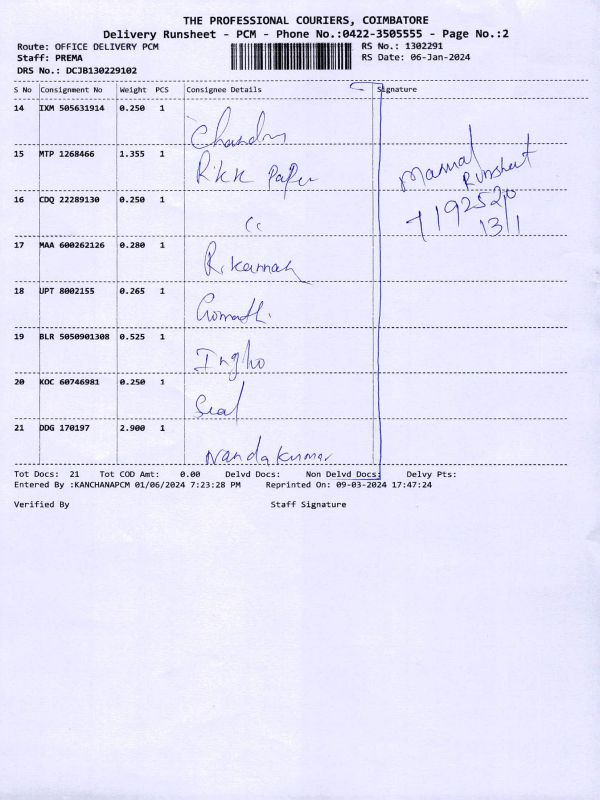 THE PROFESSIONAL COURIERS, COIMBATORE
Delivery Runsheet - PCM - Phone No.:0422-3505555 - Page No.:2
Route: OFFICE DELIVERY PCM RS No.: 1302291
Staff: PREMA RS Date: 06-Jan-2024
DRS No.: DCJB130229102
S No Consignment No Weight PCS Consignee Details Signature
14 IXM 505631914 0.250 1
15 MTP 1268466 1.355 1 RKK Paper
16 CDQ 22289130 0.250 1
17 MAA 600262126 0.280 1 R. Kannah
18 UPT 8002155 0.265 1 Gomathi
19 BLR 5050901308 0.525 1
20 KOC 60746981 0.250 1 Seal
21 DDG 170197 2.900 1 Nandakumar
Manual
Runsheet
7192520
13/1
Tot Docs: 21 Tot COD Amt: 0.00 Delvd Docs: Non Delvd Docs: Delvy Pts:
Entered By :KANCHANAPCM 01/06/2024 7:23:28 PM Reprinted On: 09-03-2024 17:47:24
Verified By Staff Signature